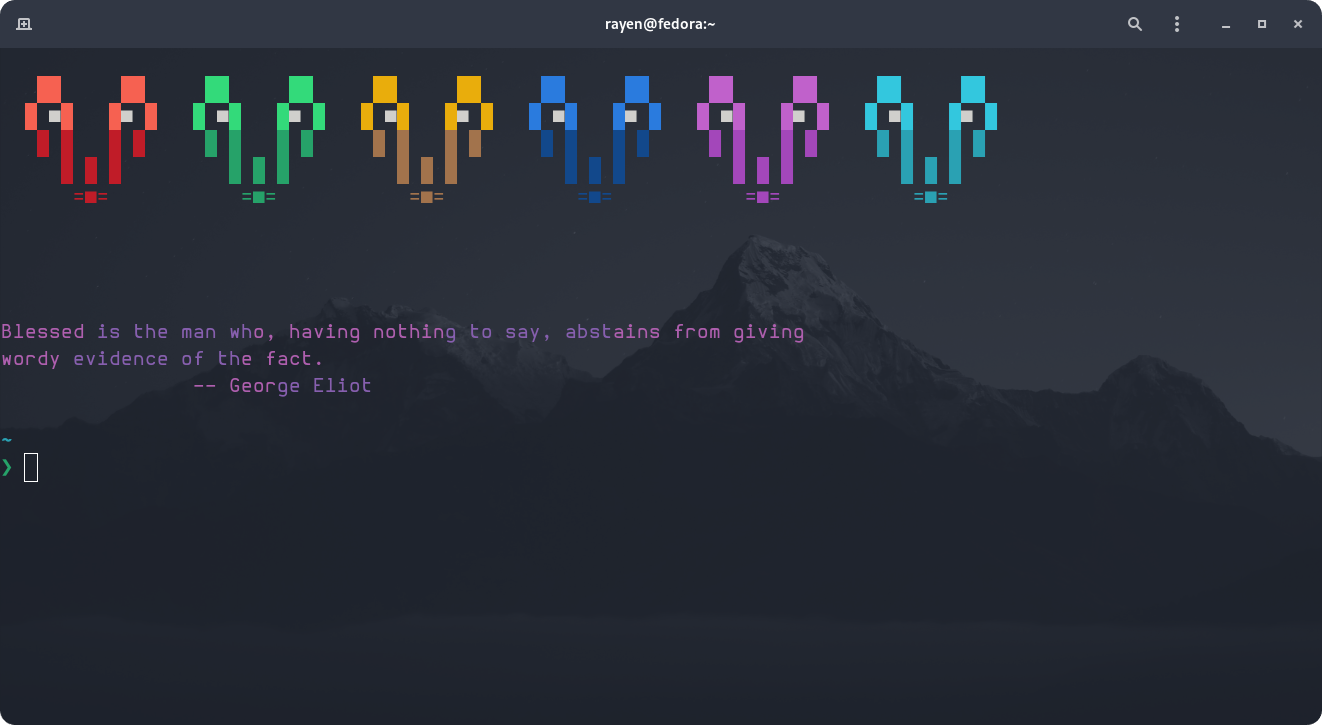 rayen@fedora:~
Blessed is the man who, having nothing to say, abstains from giving
wordy evidence of the fact.
-- George Eliot
~
❯